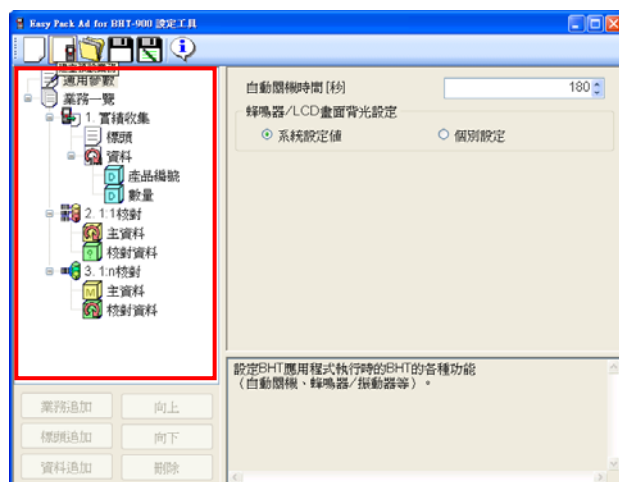 Easy Pack Ad for BHT-900 設定工具
適用參數
業務一覽
1. 實績收集
標頭
資料
產品編號
數量
2. 1:1核對
主資料
核對資料
3. 1:n核對
主資料
核對資料
自動關機時間 [秒]
180
蜂鳴器/LCD畫面背光設定
系統設定値
個別設定
設定BHT應用程式執行時的BHT的各種功能
(自動關機、蜂鳴器/振動器等)。
業務追加
向上
標頭追加
向下
資料追加
刪除